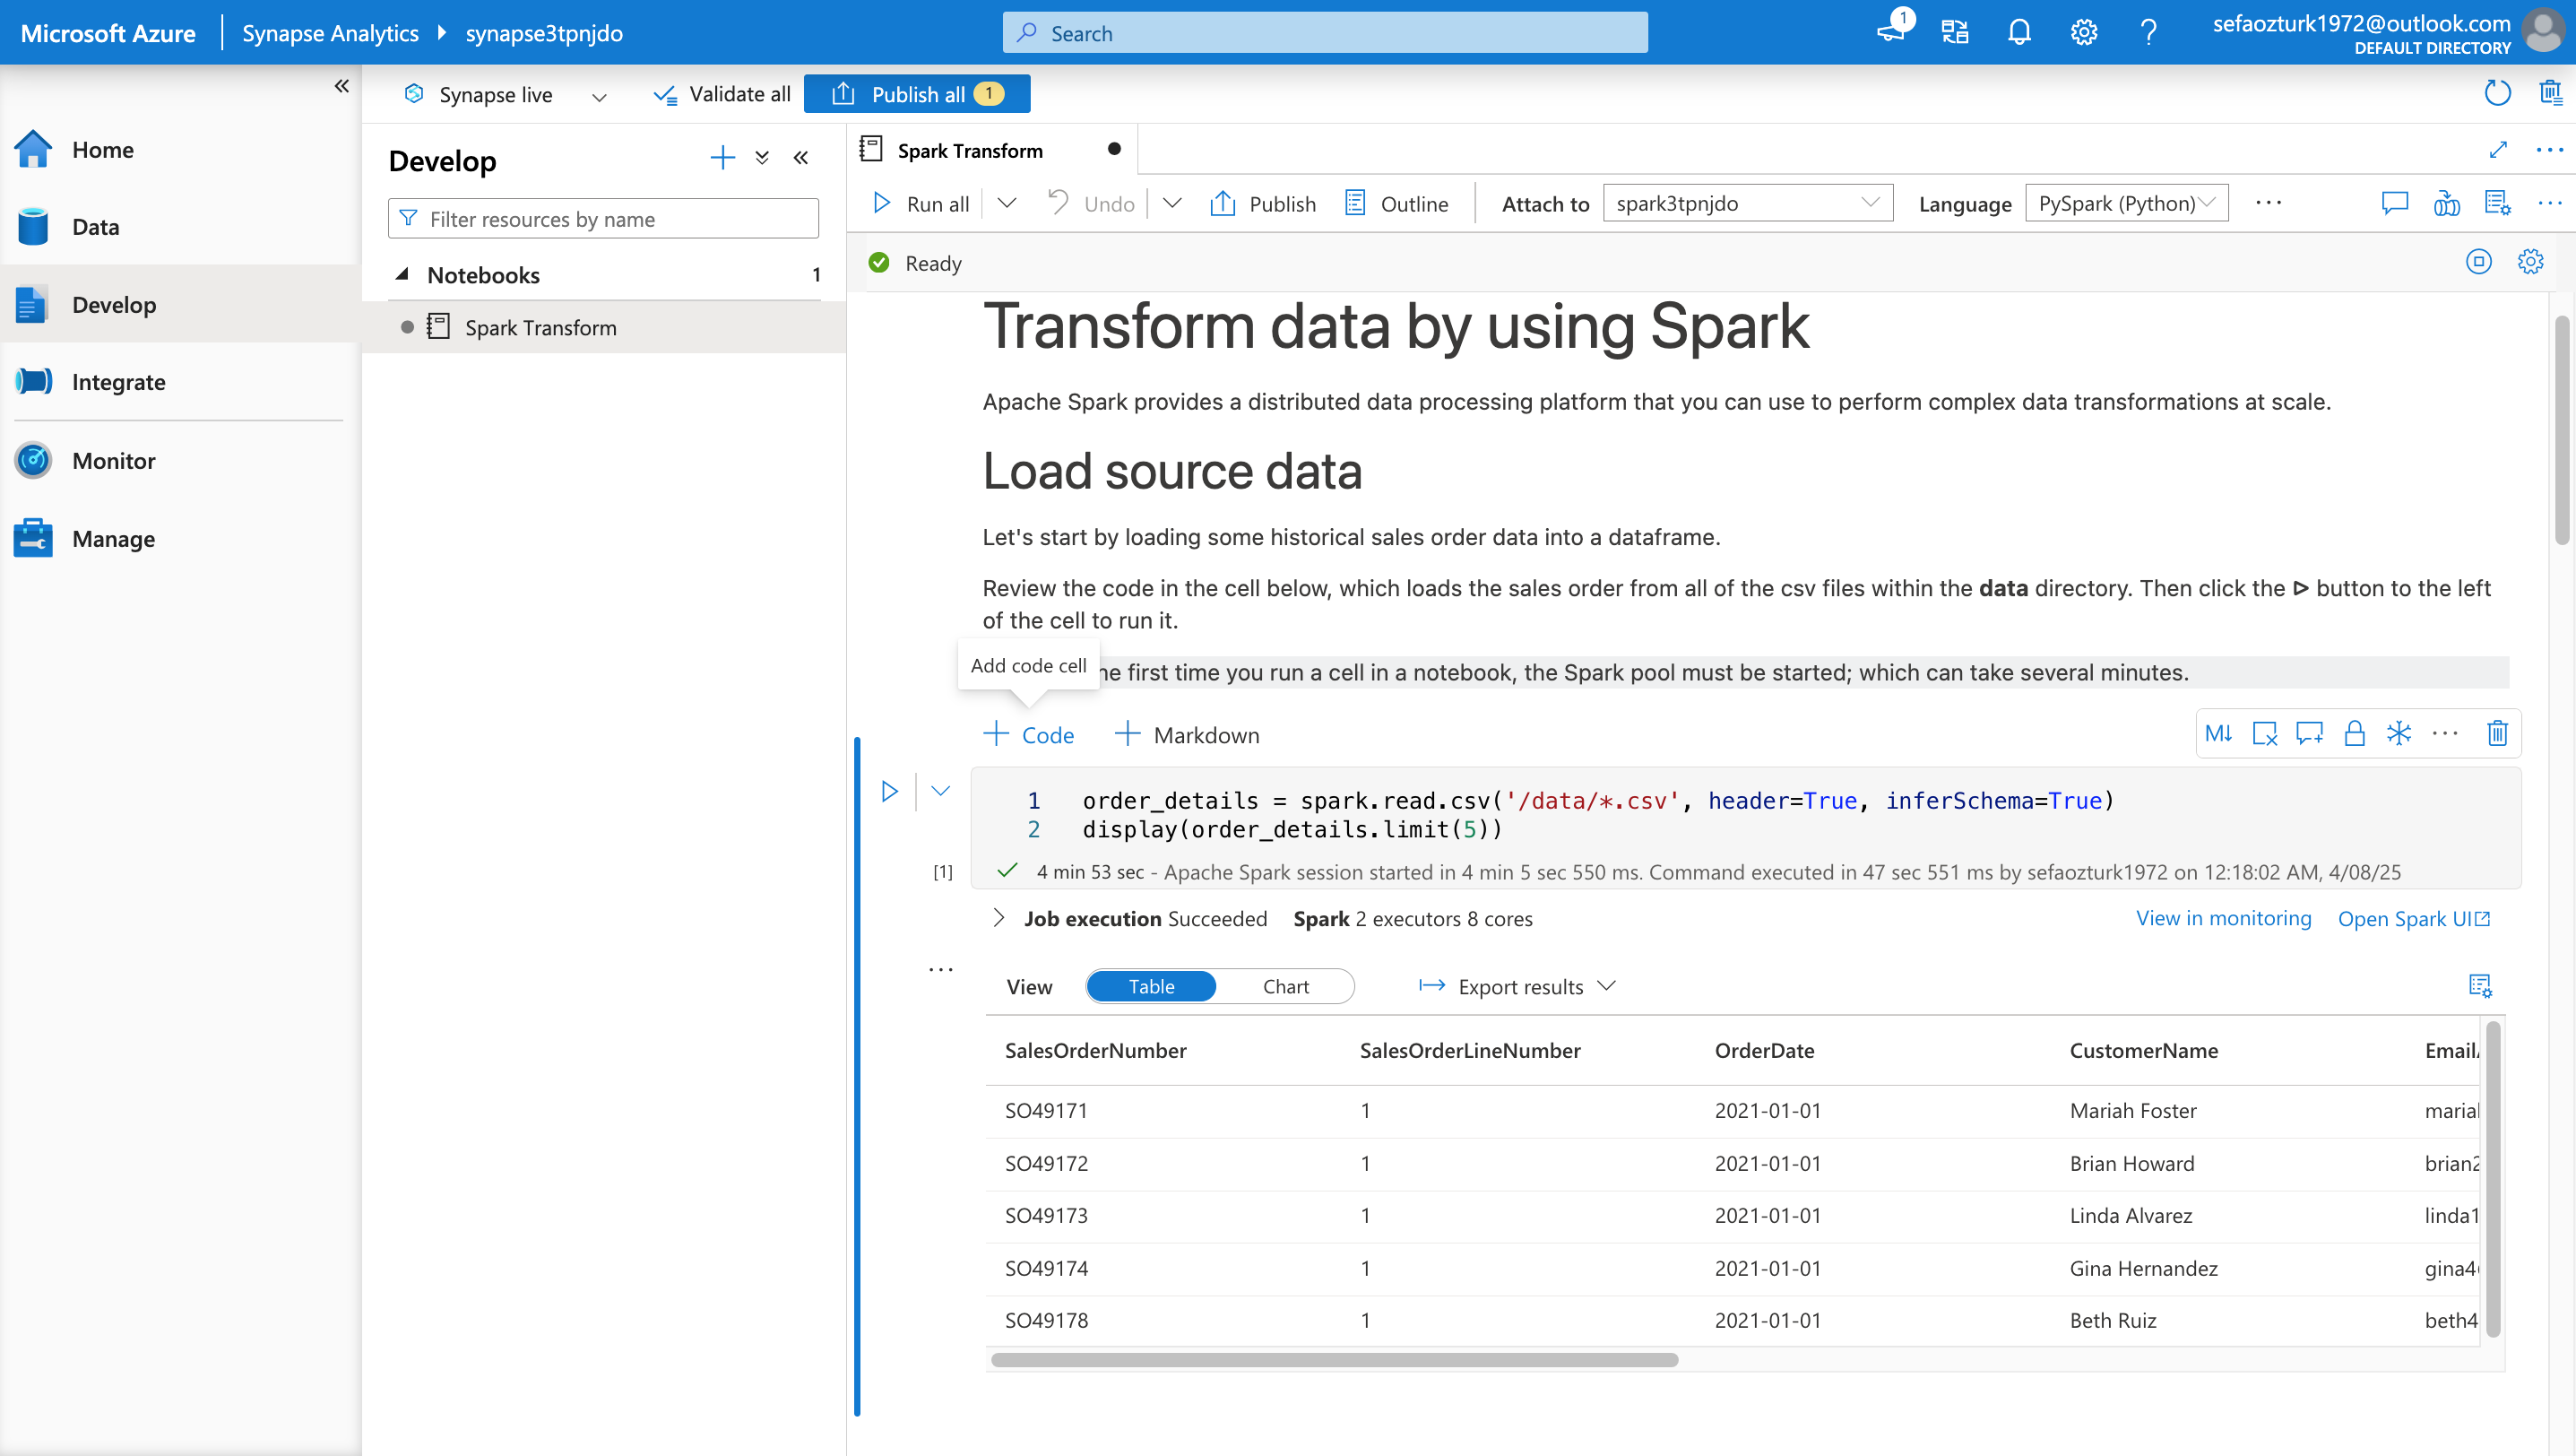 Microsoft Azure
Synapse Analytics
synapse3tpnjdo
Search
1
sefaozturk1972@outlook.com
DEFAULT DIRECTORY
Synapse live
Validate all
Publish all 1
Home
Data
Develop
Integrate
Monitor
Manage
Develop
Filter resources by name
Notebooks 1
Spark Transform
Spark Transform
Run all
Undo
Publish
Outline
Attach to spark3tpnjdo
Language PySpark (Python)
Ready
Transform data by using Spark
Apache Spark provides a distributed data processing platform that you can use to perform complex data transformations at scale.
Load source data
Let's start by loading some historical sales order data into a dataframe.
Review the code in the cell below, which loads the sales order from all of the csv files within the data directory. Then click the ▷ button to the left
of the cell to run it.
Add code cell
first time you run a cell in a notebook, the Spark pool must be started; which can take several minutes.
+ Code + Markdown
M↓
1 order_details = spark.read.csv('/data/*.csv', header=True, inferSchema=True)
2 display(order_details.limit(5))
[1] 4 min 53 sec - Apache Spark session started in 4 min 5 sec 550 ms. Command executed in 47 sec 551 ms by sefaozturk1972 on 12:18:02 AM, 4/08/25
Job execution Succeeded Spark 2 executors 8 cores View in monitoring Open Spark UI
View Table Chart Export results
SalesOrderNumber SalesOrderLineNumber OrderDate CustomerName Email
SO49171 1 2021-01-01 Mariah Foster maria
SO49172 1 2021-01-01 Brian Howard brian2
SO49173 1 2021-01-01 Linda Alvarez linda1
SO49174 1 2021-01-01 Gina Hernandez gina4
SO49178 1 2021-01-01 Beth Ruiz beth4